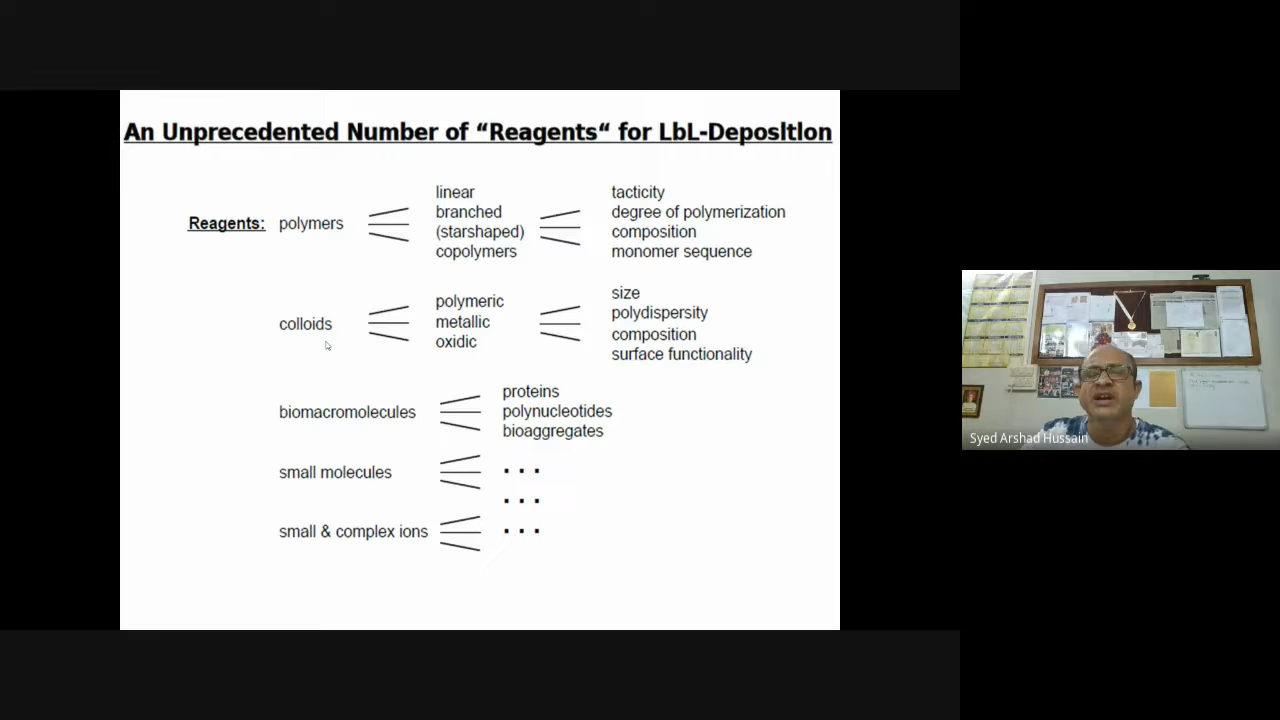 An Unprecedented Number of “Reagents“ for LbL-Deposition
Reagents: polymers
linear
branched
(starshaped)
copolymers
tacticity
degree of polymerization
composition
monomer sequence
colloids
polymeric
metallic
oxidic
size
polydispersity
composition
surface functionality
biomacromolecules
proteins
polynucleotides
bioaggregates
small molecules
. . .
. . .
small & complex ions
. . .
Syed Arshad Hussain